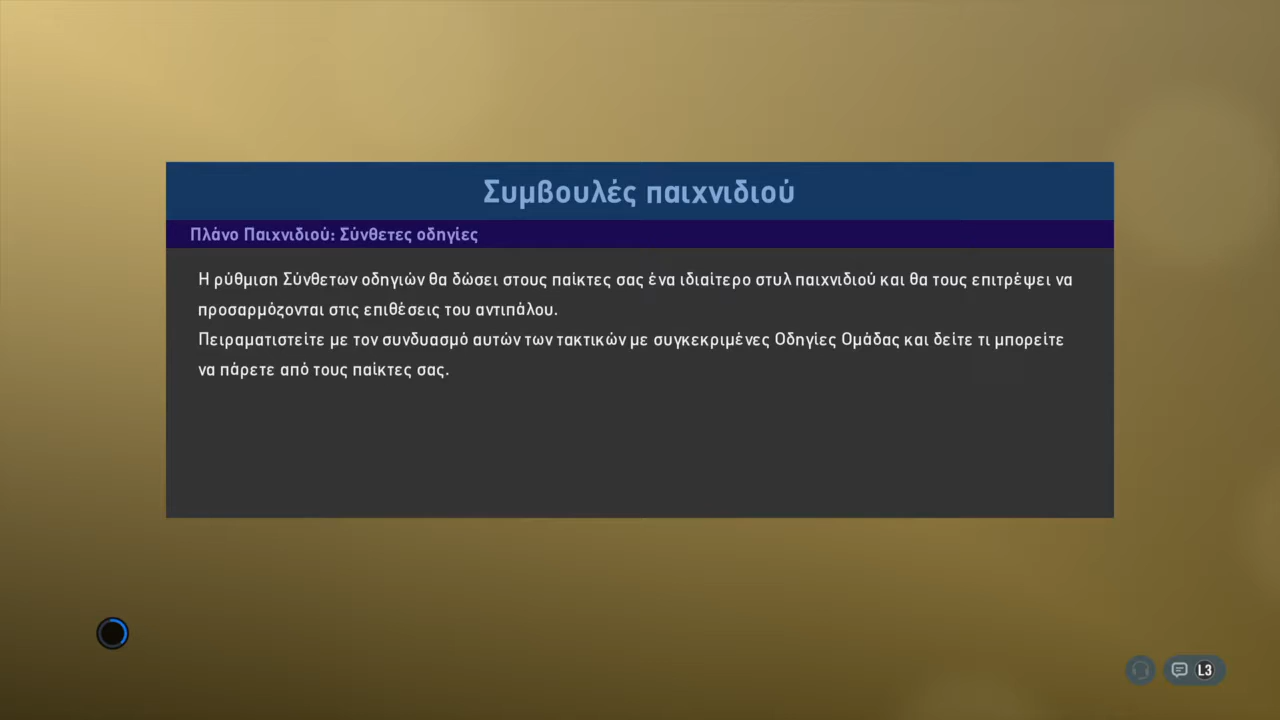 Συμβουλές παιχνιδιού
Πλάνο Παιχνιδιού: Σύνθετες οδηγίες
Η ρύθμιση Σύνθετων οδηγιών θα δώσει στους παίκτες σας ένα ιδιαίτερο στυλ παιχνιδιού και θα τους επιτρέψει να
προσαρμόζονται στις επιθέσεις του αντιπάλου.
Πειραματιστείτε με τον συνδυασμό αυτών των τακτικών με συγκεκριμένες Οδηγίες Ομάδας και δείτε τι μπορείτε
να πάρετε από τους παίκτες σας.
L3